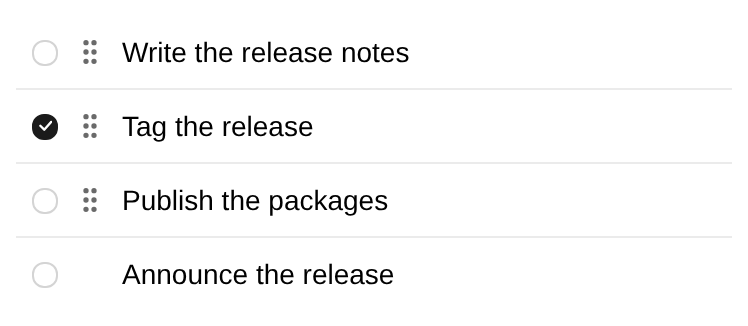 Write the release notes
Tag the release
Publish the packages
Announce the release